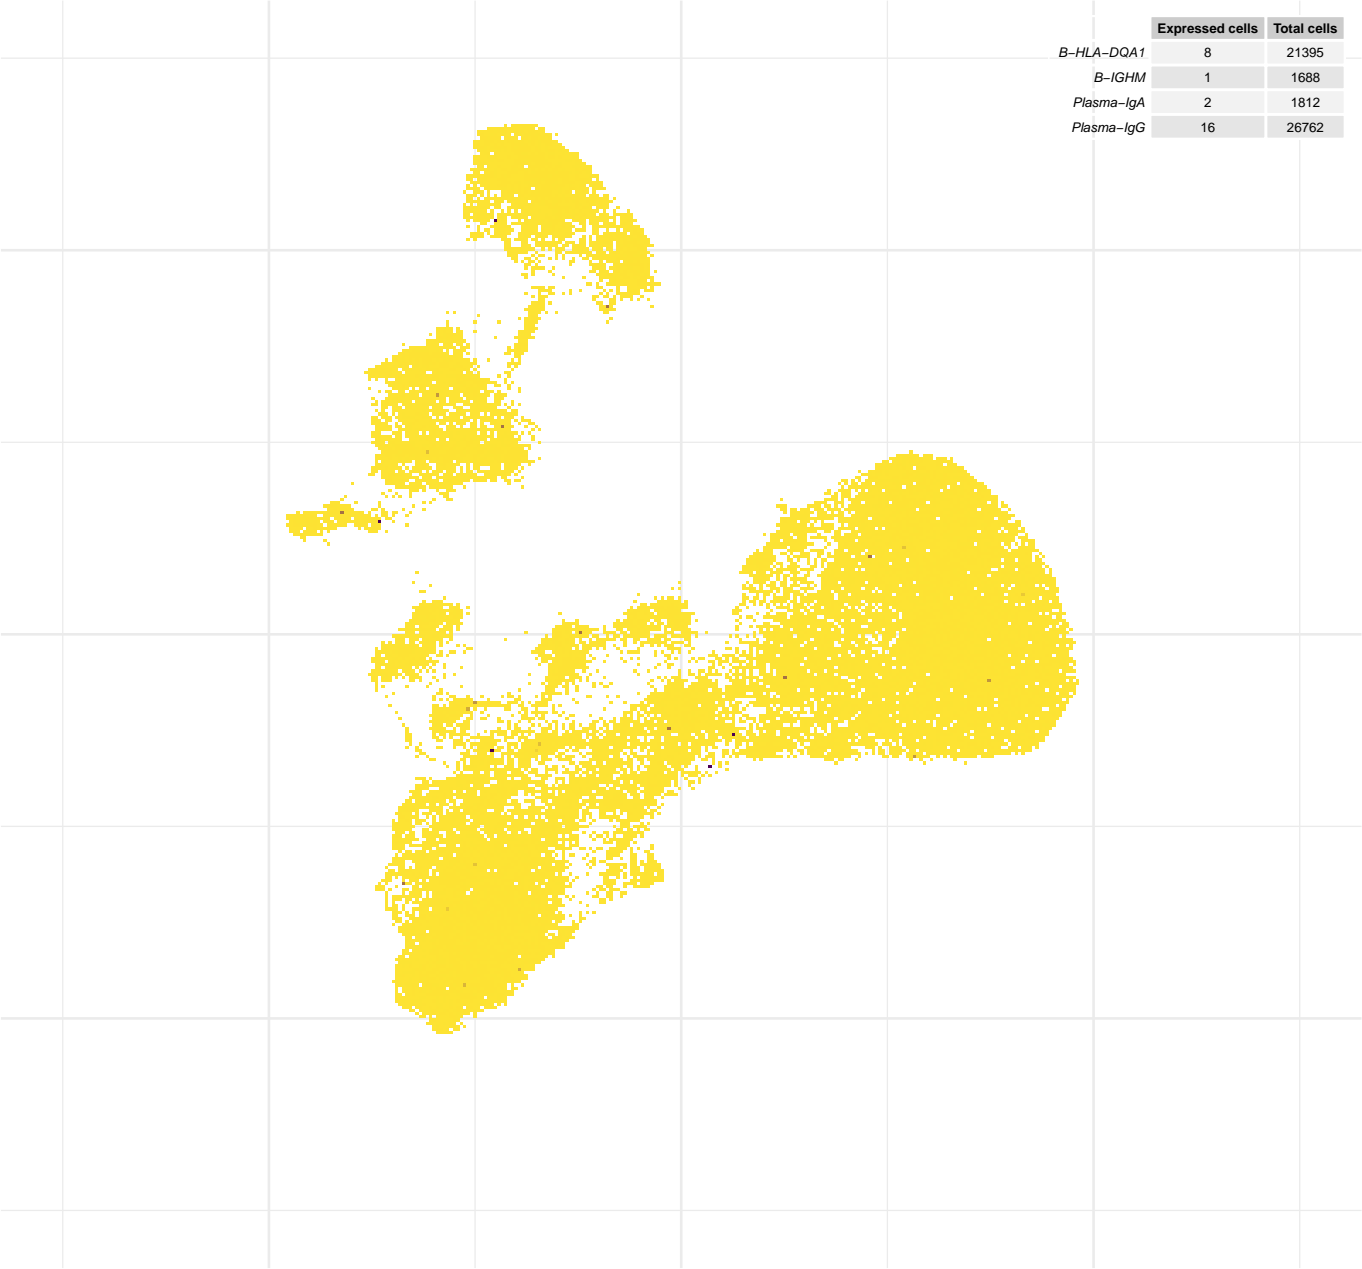 Expressed cells Total cells
B−HLA−DQA1 8 21395
B−IGHM 1 1688
Plasma−IgA 2 1812
Plasma−IgG 16 26762